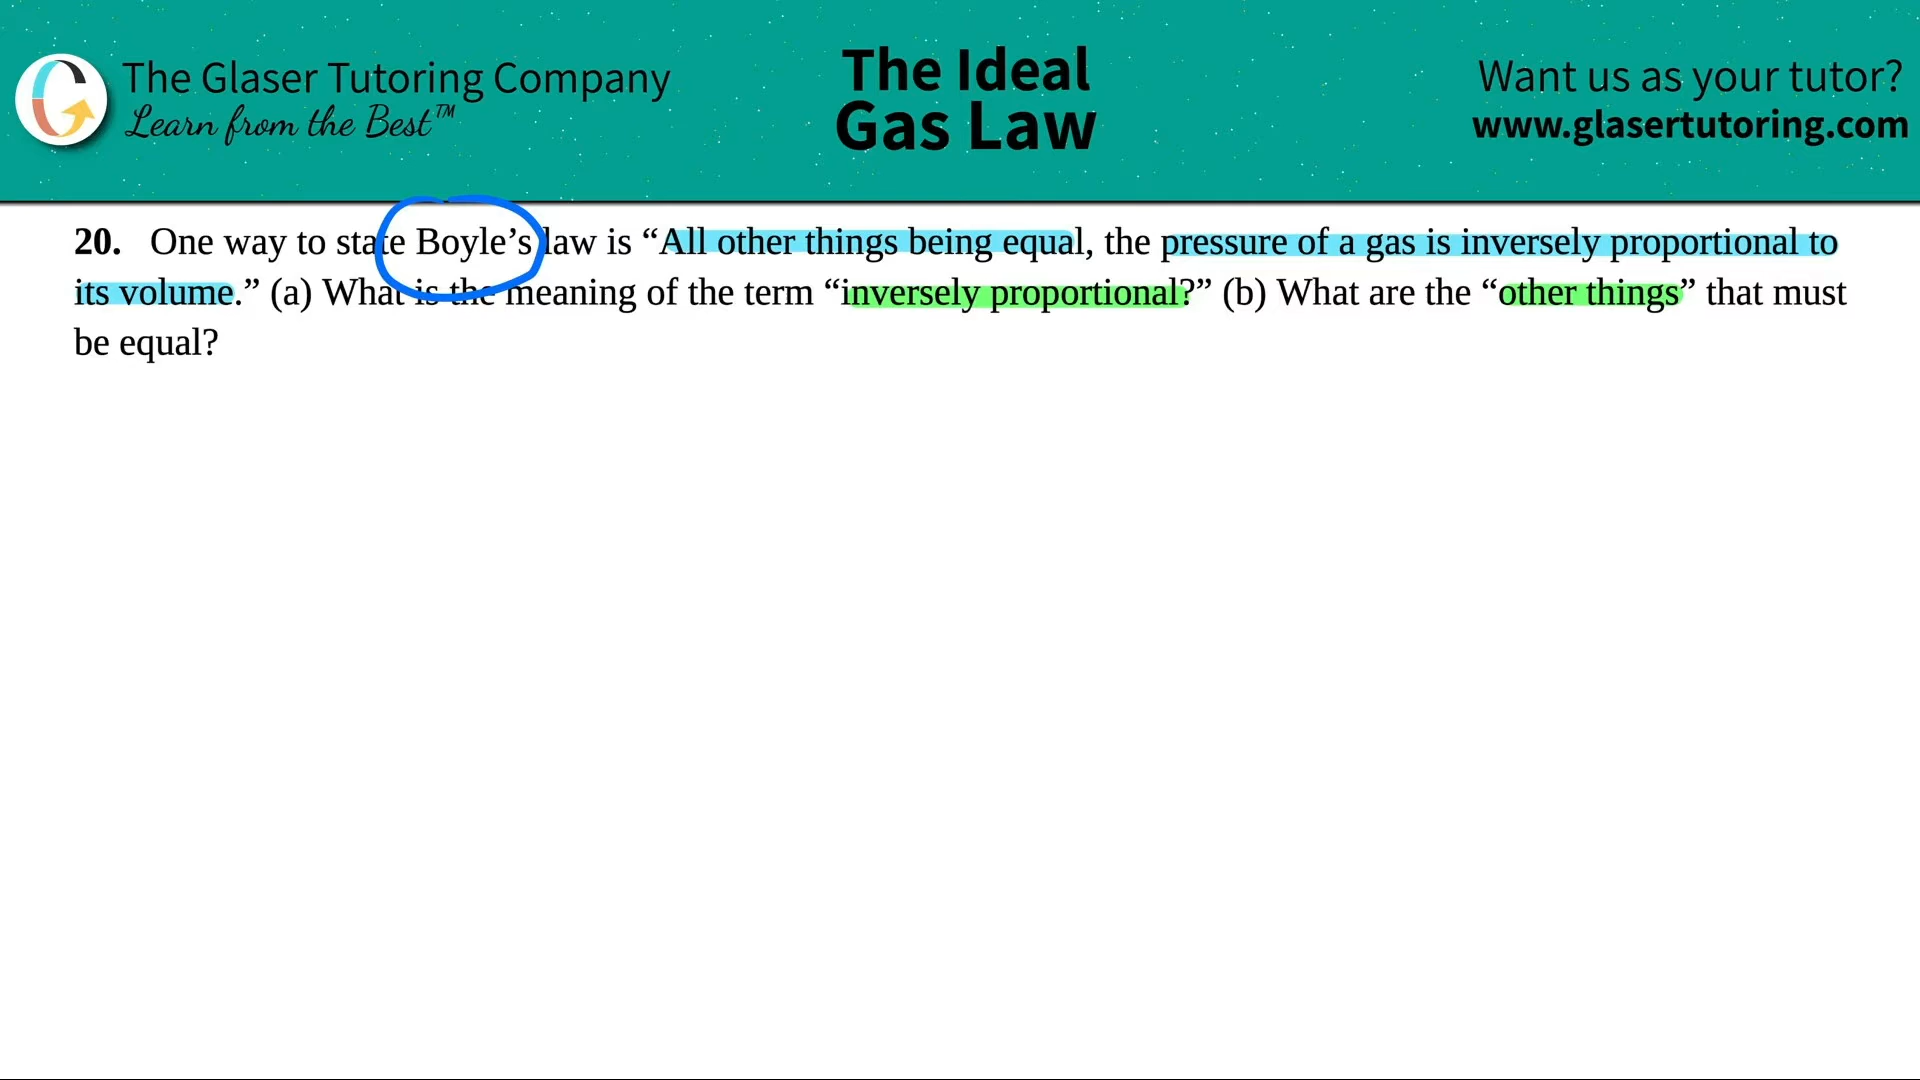 The Glaser Tutoring Company
Learn from the Best™
The Ideal
Gas Law
Want us as your tutor?
www.glasertutoring.com
20. One way to state Boyle’s law is “All other things being equal, the pressure of a gas is inversely proportional to
its volume.” (a) What is the meaning of the term “inversely proportional?” (b) What are the “other things” that must
be equal?